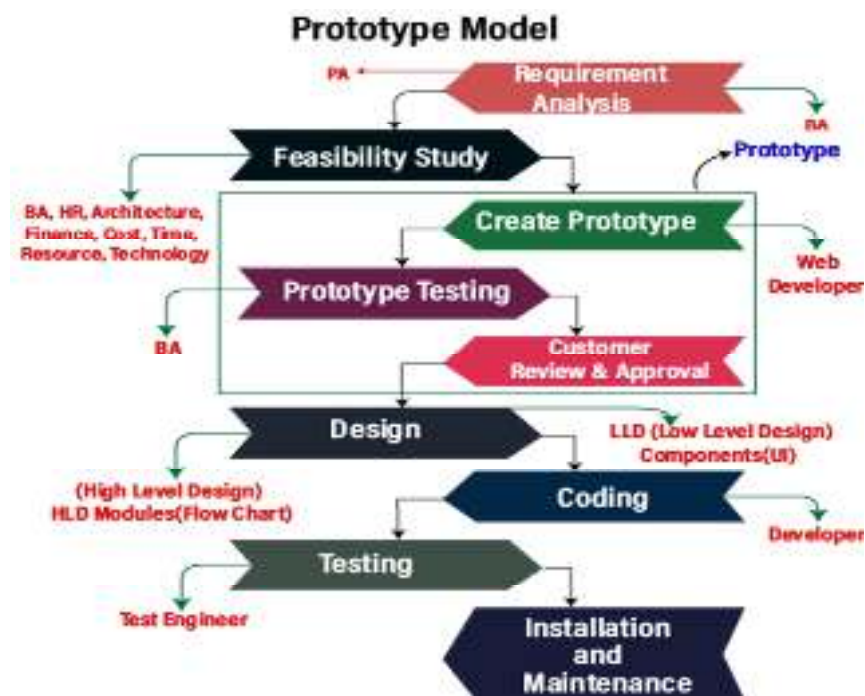 Prototype Model
PA
Requirement
Analysis
BA
Feasibility Study
Prototype
BA, HR, Architecture,
Finance, Cost, Time,
Resource, Technology
Create Prototype
Web
Developer
Prototype Testing
BA
Customer
Review & Approval
Design
LLD (Low Level Design)
Components(UI)
(High Level Design)
HLD Modules(Flow Chart)
Coding
Developer
Testing
Test Engineer
Installation
and
Maintenance